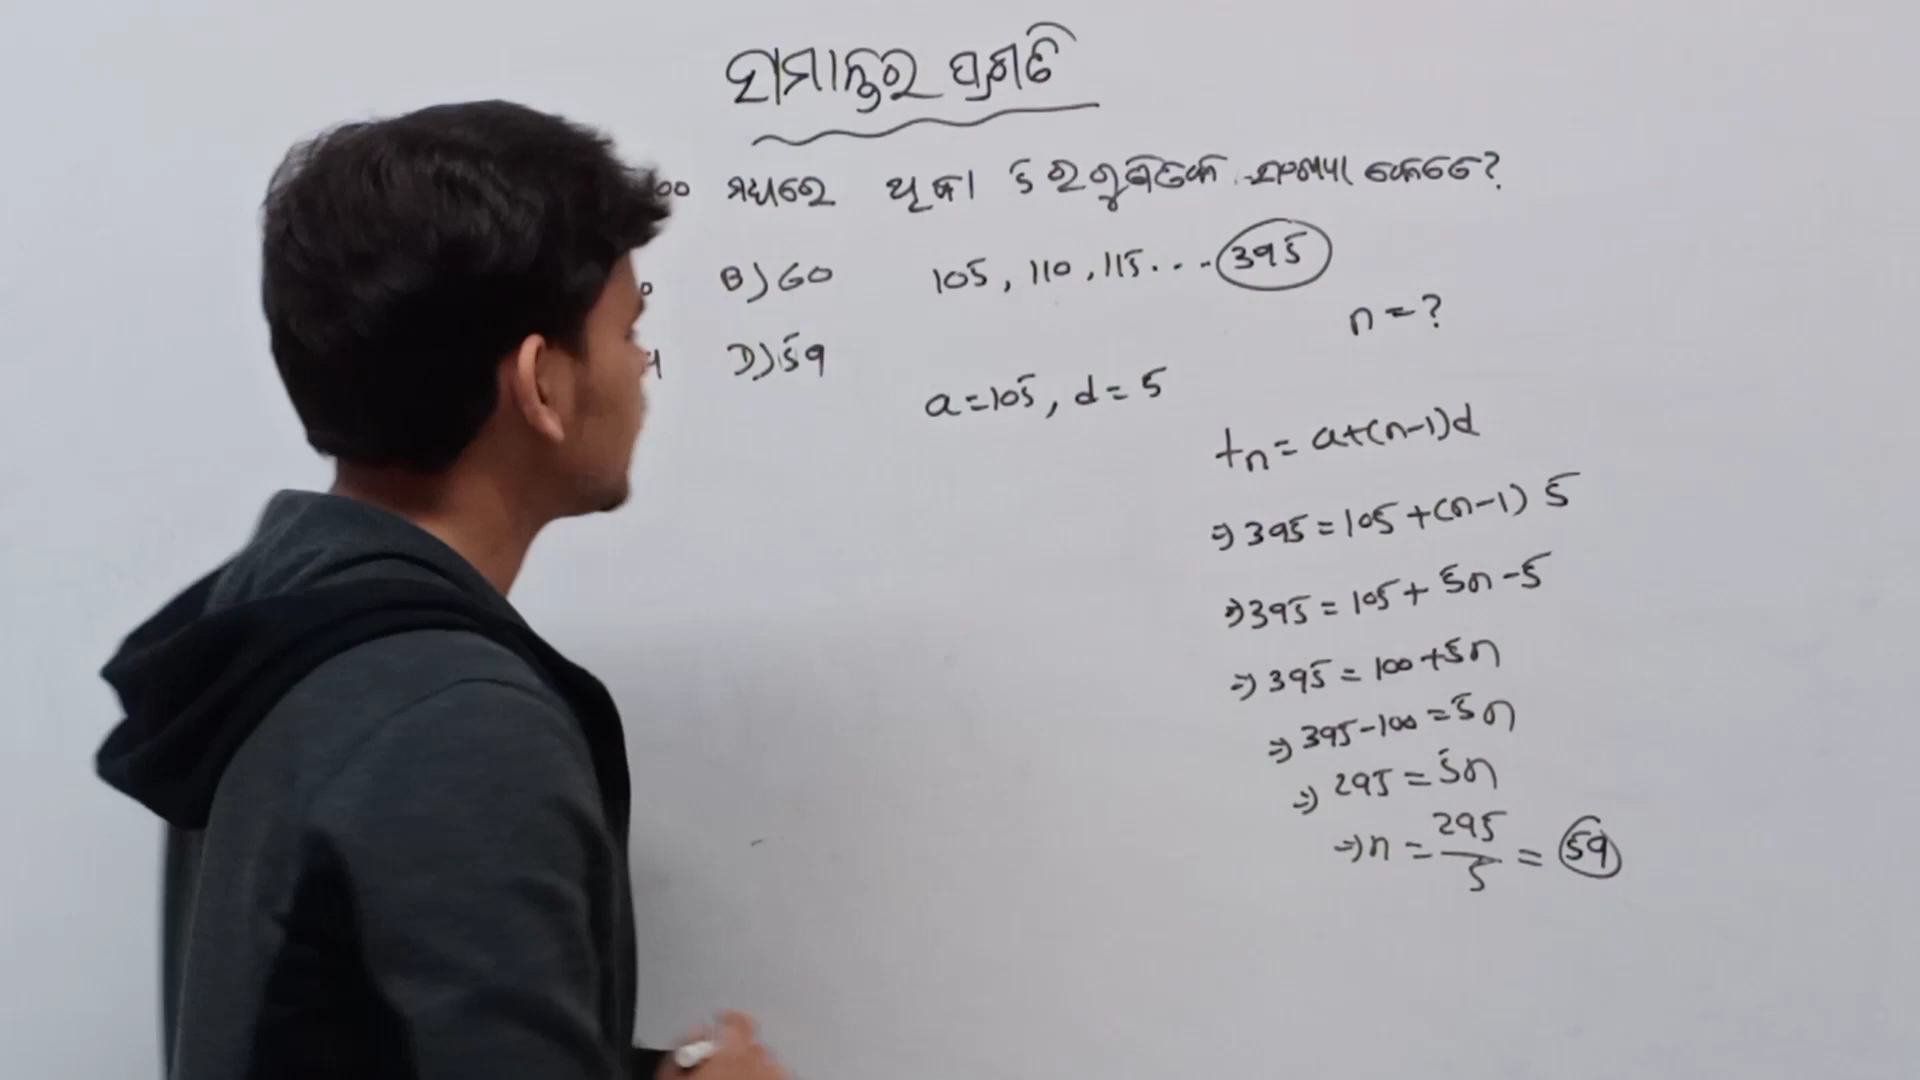 ସମାନ୍ତର ପ୍ରଗତି
00 ମଧ୍ୟରେ ଥିବା 5 ର ଗୁଣିତକ ସଂଖ୍ୟା କେତେ?
B) 60
D) 59
105, 110, 115... 395
n = ?
a = 105, d = 5
tn = a+(n-1)d
⇒ 395 = 105 + (n-1) 5
⇒ 395 = 105 + 5n - 5
⇒ 395 = 100 + 5n
⇒ 395 - 100 = 5n
⇒ 295 = 5n
⇒ n = 295/5 = 59